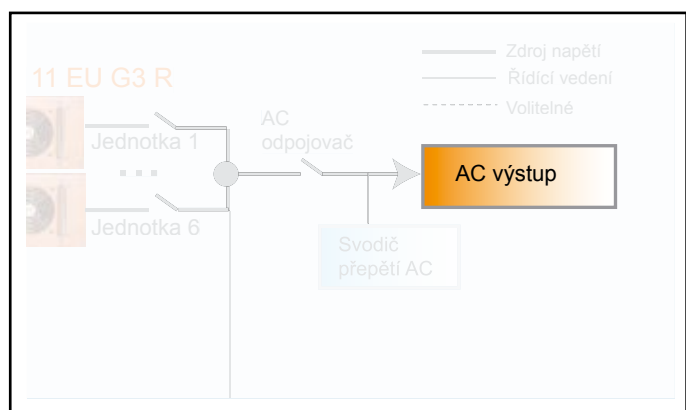 Zdroj napětí
11 EU G3 R
Řídící vedení
Volitelné
AC
odpojovač
Jednotka 1
AC výstup
Jednotka 6
Svodič
přepětí AC